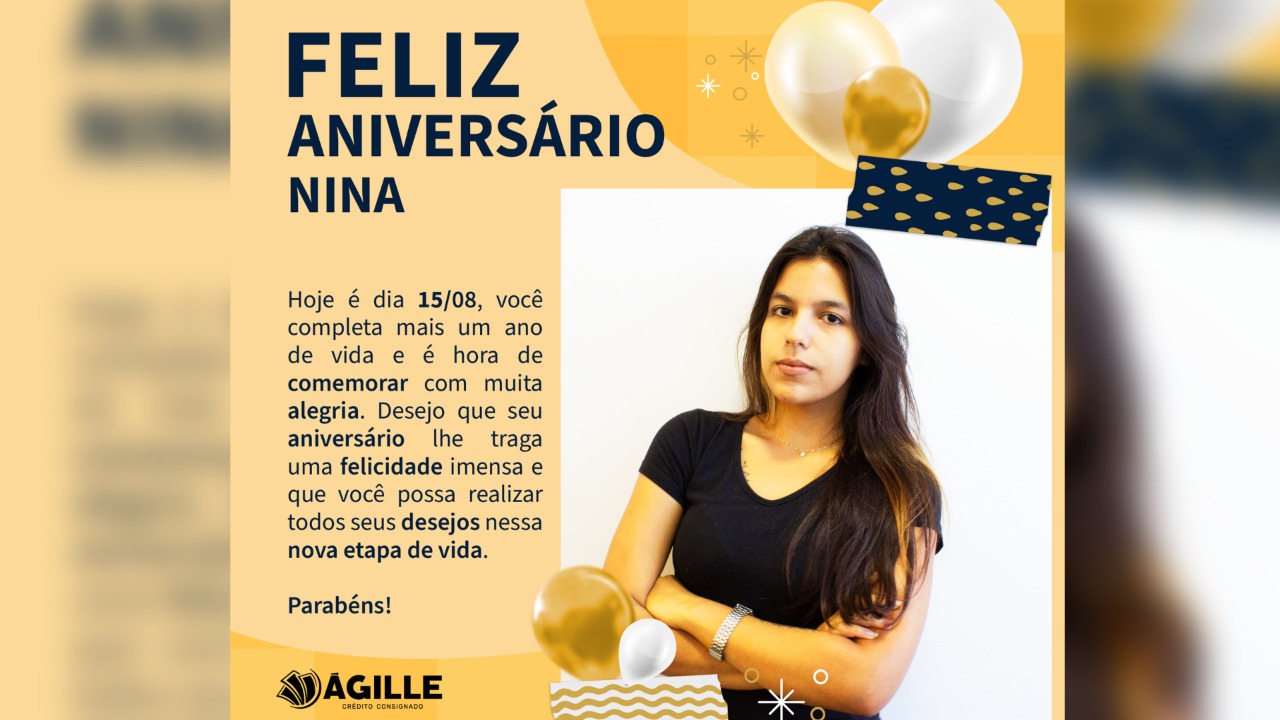 FELIZ
ANIVERSÁRIO
NINA
Hoje é dia 15/08, você
completa mais um ano
de vida e é hora de
comemorar com muita
alegria. Desejo que seu
aniversário lhe traga
uma felicidade imensa e
que você possa realizar
todos seus desejos nessa
nova etapa de vida.
Parabéns!
ÁGILLE
CRÉDITO CONSIGNADO